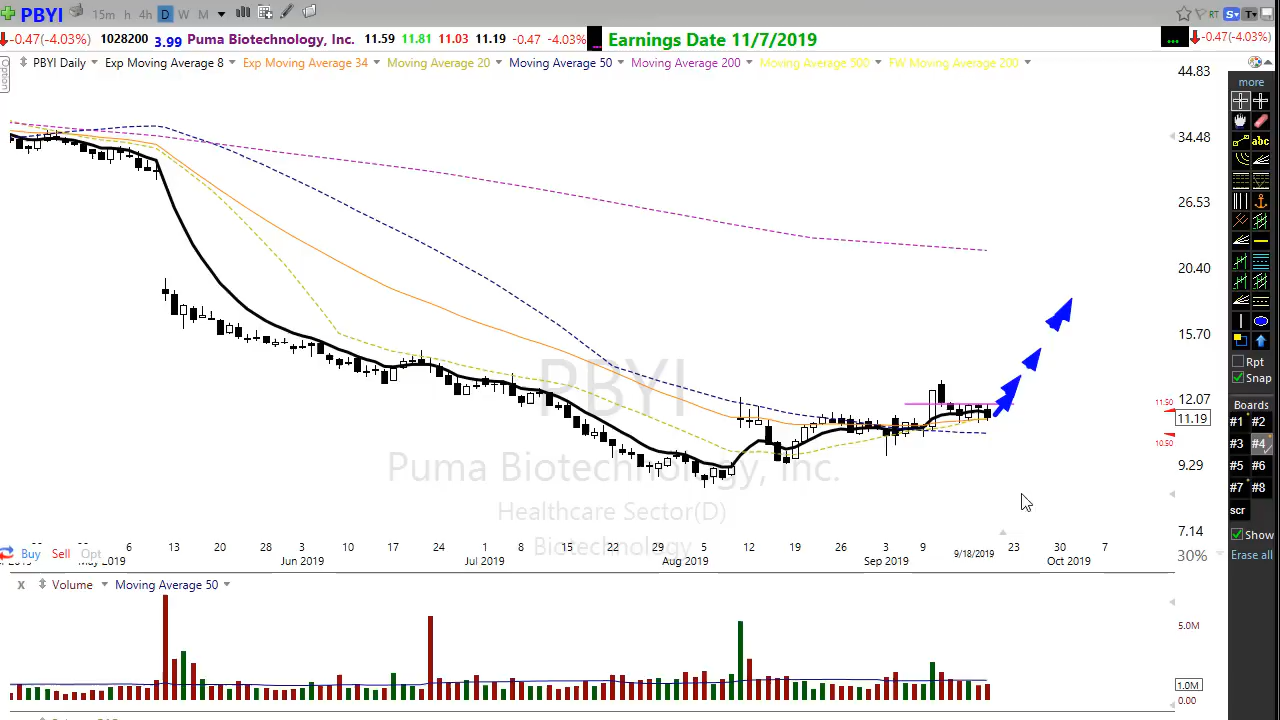 PBYI 15m h 4h D W M RT S T -0.47(-4.03%)
-0.47(-4.03%) 1028200 3.99 Puma Biotechnology, Inc. 11.59 11.81 11.03 11.19 -0.47 -4.03% Earnings Date 11/7/2019
Option
PBYI Daily Exp Moving Average 8 Exp Moving Average 34 Moving Average 20 Moving Average 50 Moving Average 200 Moving Average 500 FW Moving Average 200
44.83
34.48
26.53
20.40
15.70
12.07
11.50
11.19
10.50
9.29
7.14
30%
PBYI
Puma Biotechnology, Inc.
Healthcare Sector(D)
Biotechnology
Buy Sell Opt
6 13 20 28 3 10 17 24 1 8 15 22 29 5 12 19 26 3 9 9/18/2019 23 30 7
May 2019 Jun 2019 Jul 2019 Aug 2019 Sep 2019 Oct 2019
X Volume Moving Average 50
5.0M
1.0M
0.00
more
abc
Rpt
Snap
Boards
#1 #2
#3 #4
#5 #6
#7 #8
scr
Show
Erase all